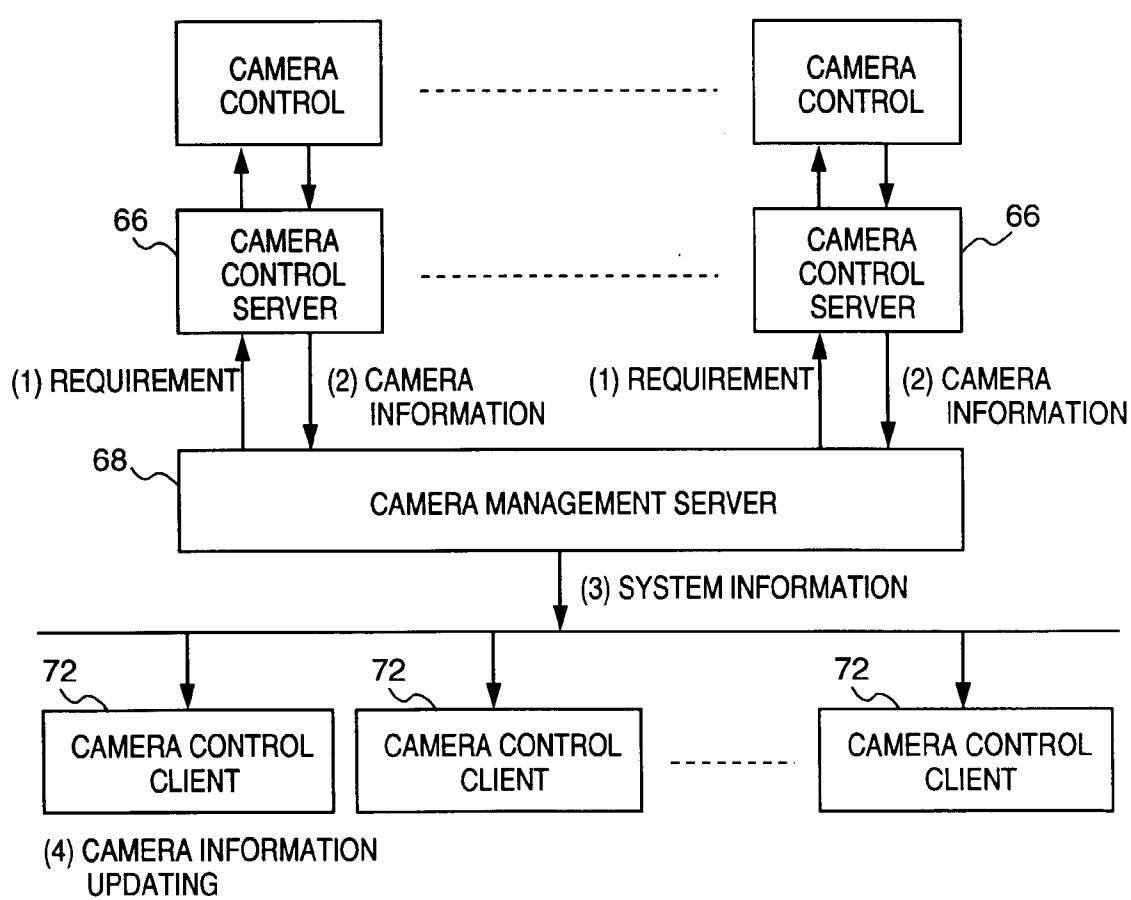 CAMERA
CONTROL
CAMERA
CONTROL
66
CAMERA
CONTROL
SERVER
CAMERA
CONTROL
SERVER
66
(1) REQUIREMENT
(2) CAMERA
INFORMATION
(1) REQUIREMENT
(2) CAMERA
INFORMATION
68
CAMERA MANAGEMENT SERVER
(3) SYSTEM INFORMATION
72
CAMERA CONTROL
CLIENT
72
CAMERA CONTROL
CLIENT
72
CAMERA CONTROL
CLIENT
(4) CAMERA INFORMATION
UPDATING